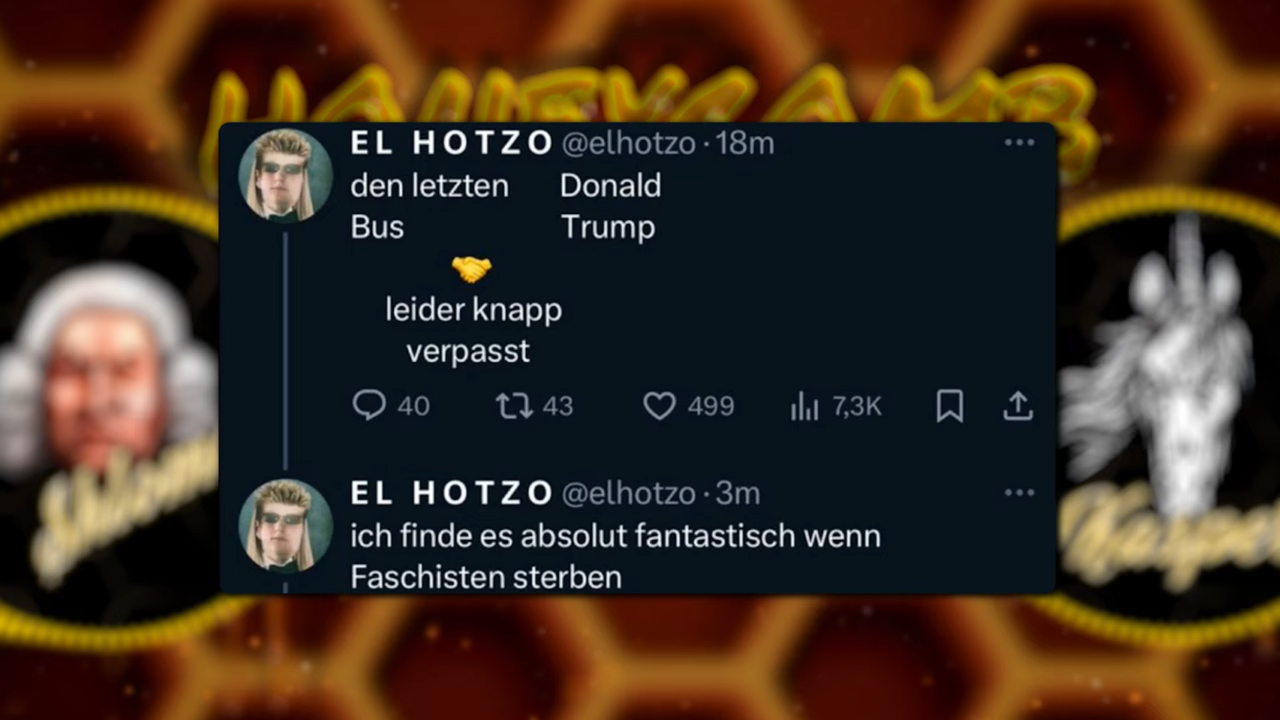 HONEYCOMB
EL HOTZO @elhotzo · 18m
den letzten Donald
Bus Trump
🤝
leider knapp
verpasst
40 43 499 7,3K
EL HOTZO @elhotzo · 3m
ich finde es absolut fantastisch wenn
Faschisten sterben